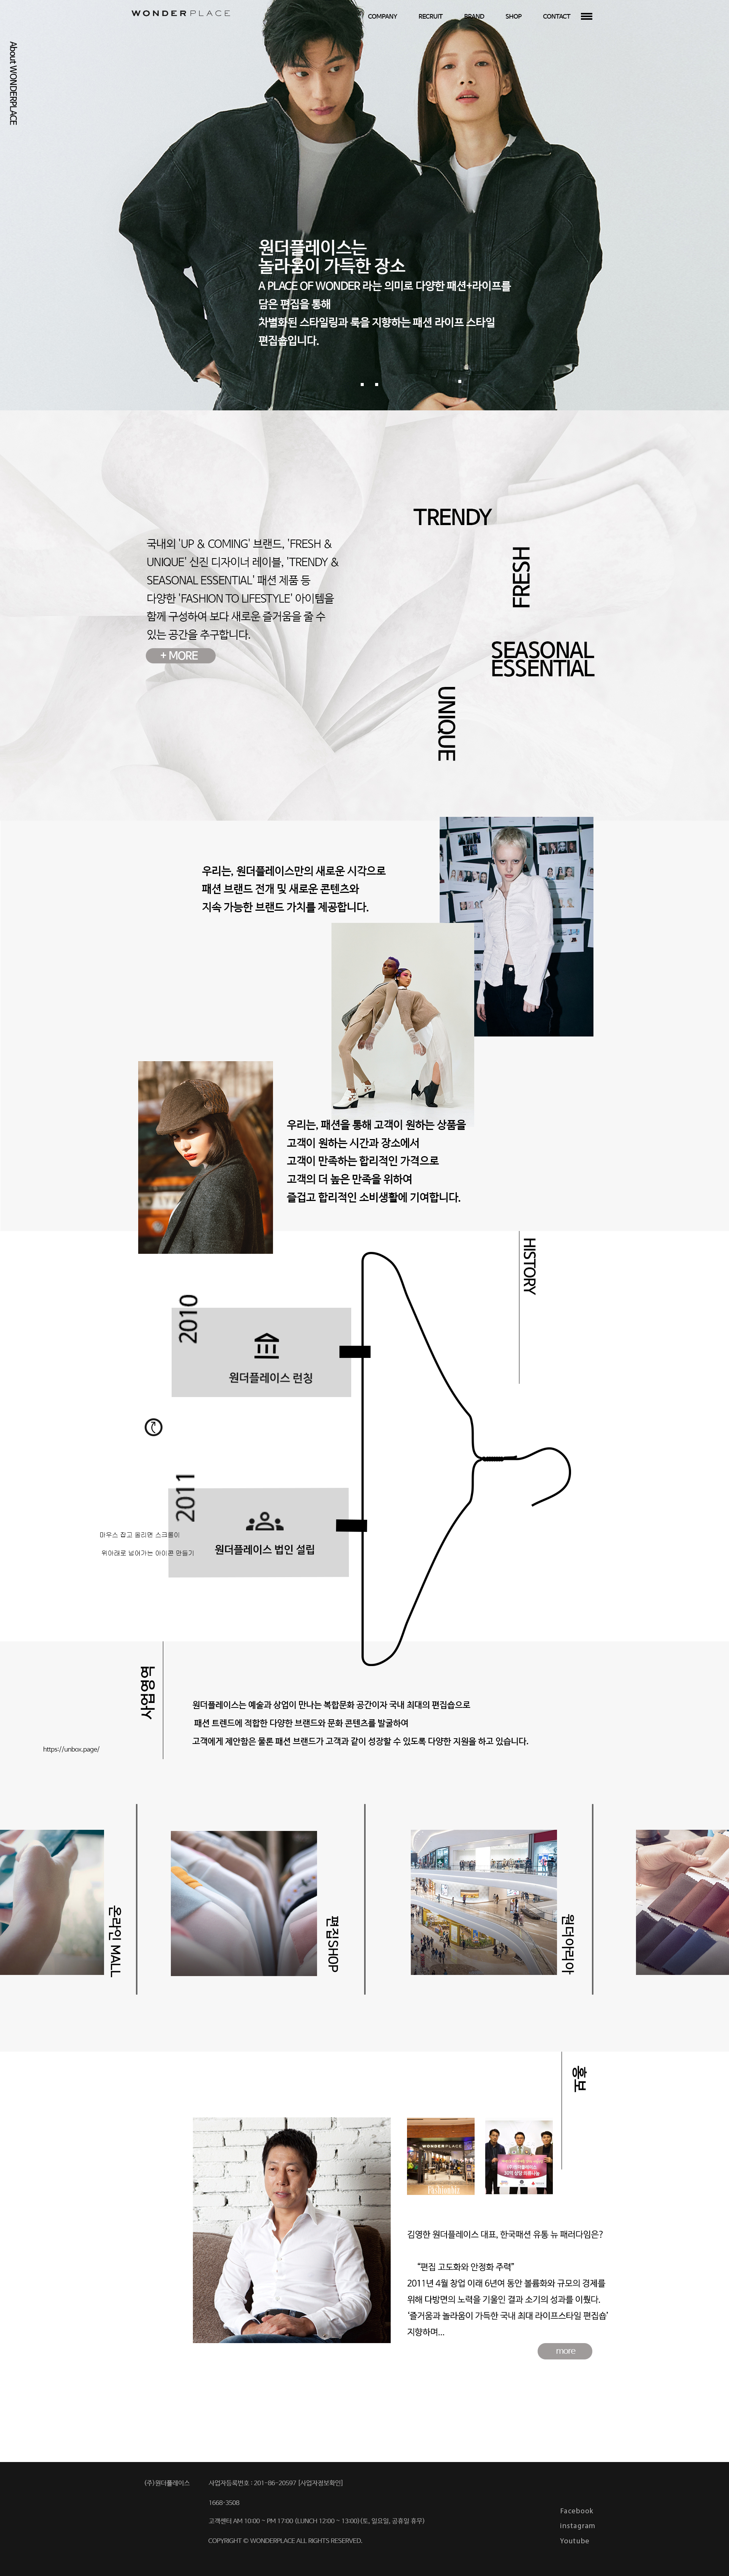 WONDERPLACE
COMPANY
RECRUIT
BRAND
SHOP
CONTACT
About WONDERPLACE
원더플레이스는
놀라움이 가득한 장소
A PLACE OF WONDER 라는 의미로 다양한 패션+라이프를
담은 편집을 통해
차별화된 스타일링과 룩을 지향하는 패션 라이프 스타일
편집숍입니다.
TRENDY
FRESH
SEASONAL
ESSENTIAL
UNIQUE
국내외 'UP & COMING' 브랜드, 'FRESH &
UNIQUE' 신진 디자이너 레이블, 'TRENDY &
SEASONAL ESSENTIAL' 패션 제품 등
다양한 'FASHION TO LIFESTYLE' 아이템을
함께 구성하여 보다 새로운 즐거움을 줄 수
있는 공간을 추구합니다.
+ MORE
우리는, 원더플레이스만의 새로운 시각으로
패션 브랜드 전개 및 새로운 콘텐츠와
지속 가능한 브랜드 가치를 제공합니다.
우리는, 패션을 통해 고객이 원하는 상품을
고객이 원하는 시간과 장소에서
고객이 만족하는 합리적인 가격으로
고객의 더 높은 만족을 위하여
즐겁고 합리적인 소비생활에 기여합니다.
HISTORY
2010
원더플레이스 런칭
2011
원더플레이스 법인 설립
마우스 잡고 올리면 스크롤이
위아래로 넘어가는 아이콘 만들기
사업영역
https://unbox.page/
원더플레이스는 예술과 상업이 만나는 복합문화 공간이자 국내 최대의 편집숍으로
패션 트렌드에 적합한 다양한 브랜드와 문화 콘텐츠를 발굴하여
고객에게 제안함은 물론 패션 브랜드가 고객과 같이 성장할 수 있도록 다양한 지원을 하고 있습니다.
온라인 MALL
편집SHOP
원더아리아
홍보
WONDERPLACE
Fashionbiz
김영한 원더플레이스 대표, 한국패션 유통 뉴 패러다임은?
“편집 고도화와 안정화 주력”
2011년 4월 창업 이래 6년여 동안 볼륨화와 규모의 경제를
위해 다방면의 노력을 기울인 결과 소기의 성과를 이뤘다.
‘즐거움과 놀라움이 가득한 국내 최대 라이프스타일 편집숍’
지향하며...
more
(주)원더플레이스
사업자등록번호 : 201-86-20597 [사업자정보확인]
1668-3508
고객센터 AM 10:00 ~ PM 17:00 (LUNCH 12:00 ~ 13:00) (토, 일요일, 공휴일 휴무)
COPYRIGHT © WONDERPLACE ALL RIGHTS RESERVED.
Facebook
Instagram
Youtube